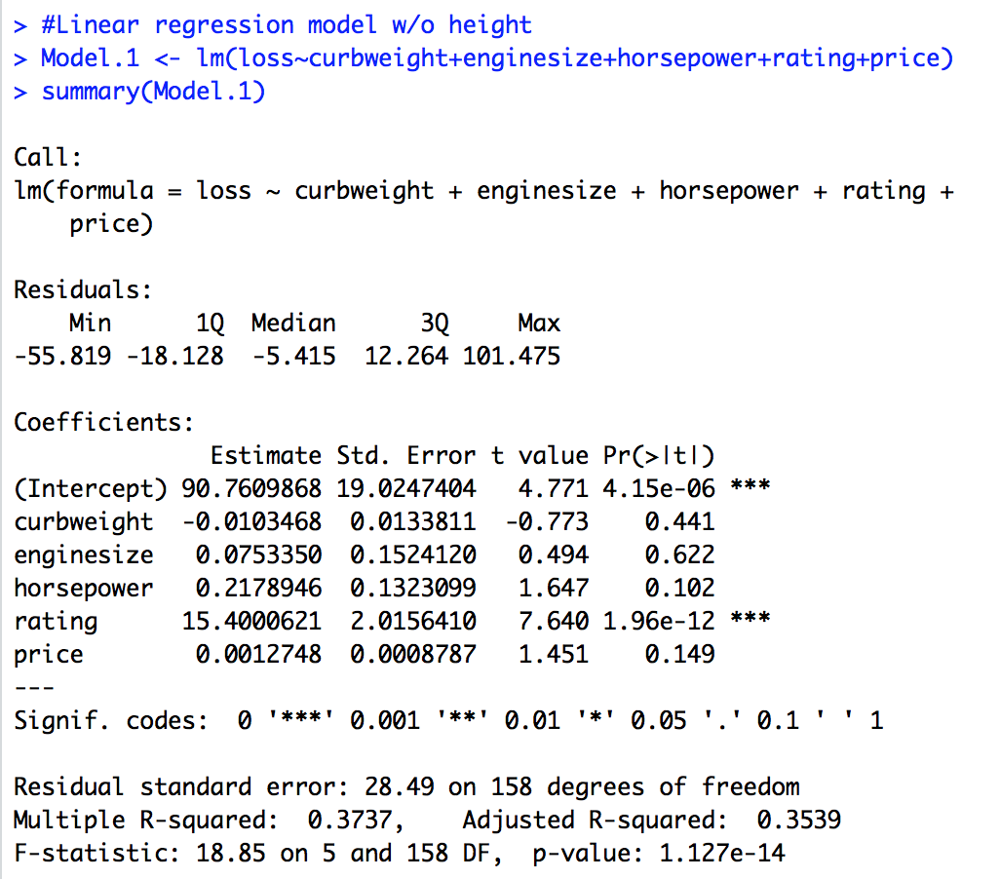 > #Linear regression model w/o height
> Model.1 <- lm(loss~curbweight+enginesize+horsepower+rating+price)
> summary(Model.1)

Call:
lm(formula = loss ~ curbweight + enginesize + horsepower + rating +
    price)

Residuals:
    Min      1Q  Median      3Q     Max
-55.819 -18.128  -5.415  12.264 101.475

Coefficients:
              Estimate Std. Error t value Pr(>|t|)
(Intercept) 90.7609868 19.0247404   4.771 4.15e-06 ***
curbweight  -0.0103468  0.0133811  -0.773    0.441
enginesize   0.0753350  0.1524120   0.494    0.622
horsepower   0.2178946  0.1323099   1.647    0.102
rating      15.4000621  2.0156410   7.640 1.96e-12 ***
price        0.0012748  0.0008787   1.451    0.149
---
Signif. codes:  0 '***' 0.001 '**' 0.01 '*' 0.05 '.' 0.1 ' ' 1

Residual standard error: 28.49 on 158 degrees of freedom
Multiple R-squared:  0.3737,    Adjusted R-squared:  0.3539
F-statistic: 18.85 on 5 and 158 DF,  p-value: 1.127e-14